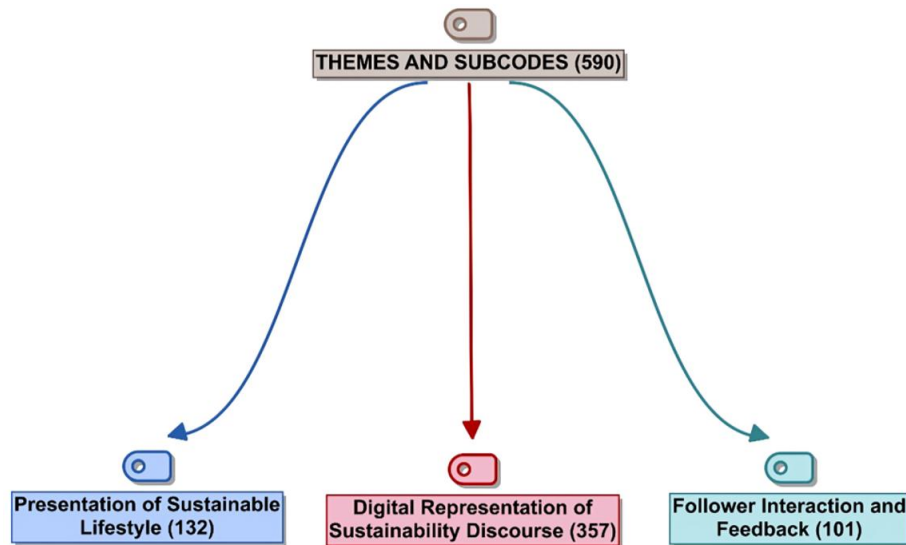 THEMES AND SUBCODES (590)
Presentation of Sustainable
Lifestyle (132)
Digital Representation of
Sustainability Discourse (357)
Follower Interaction and
Feedback (101)